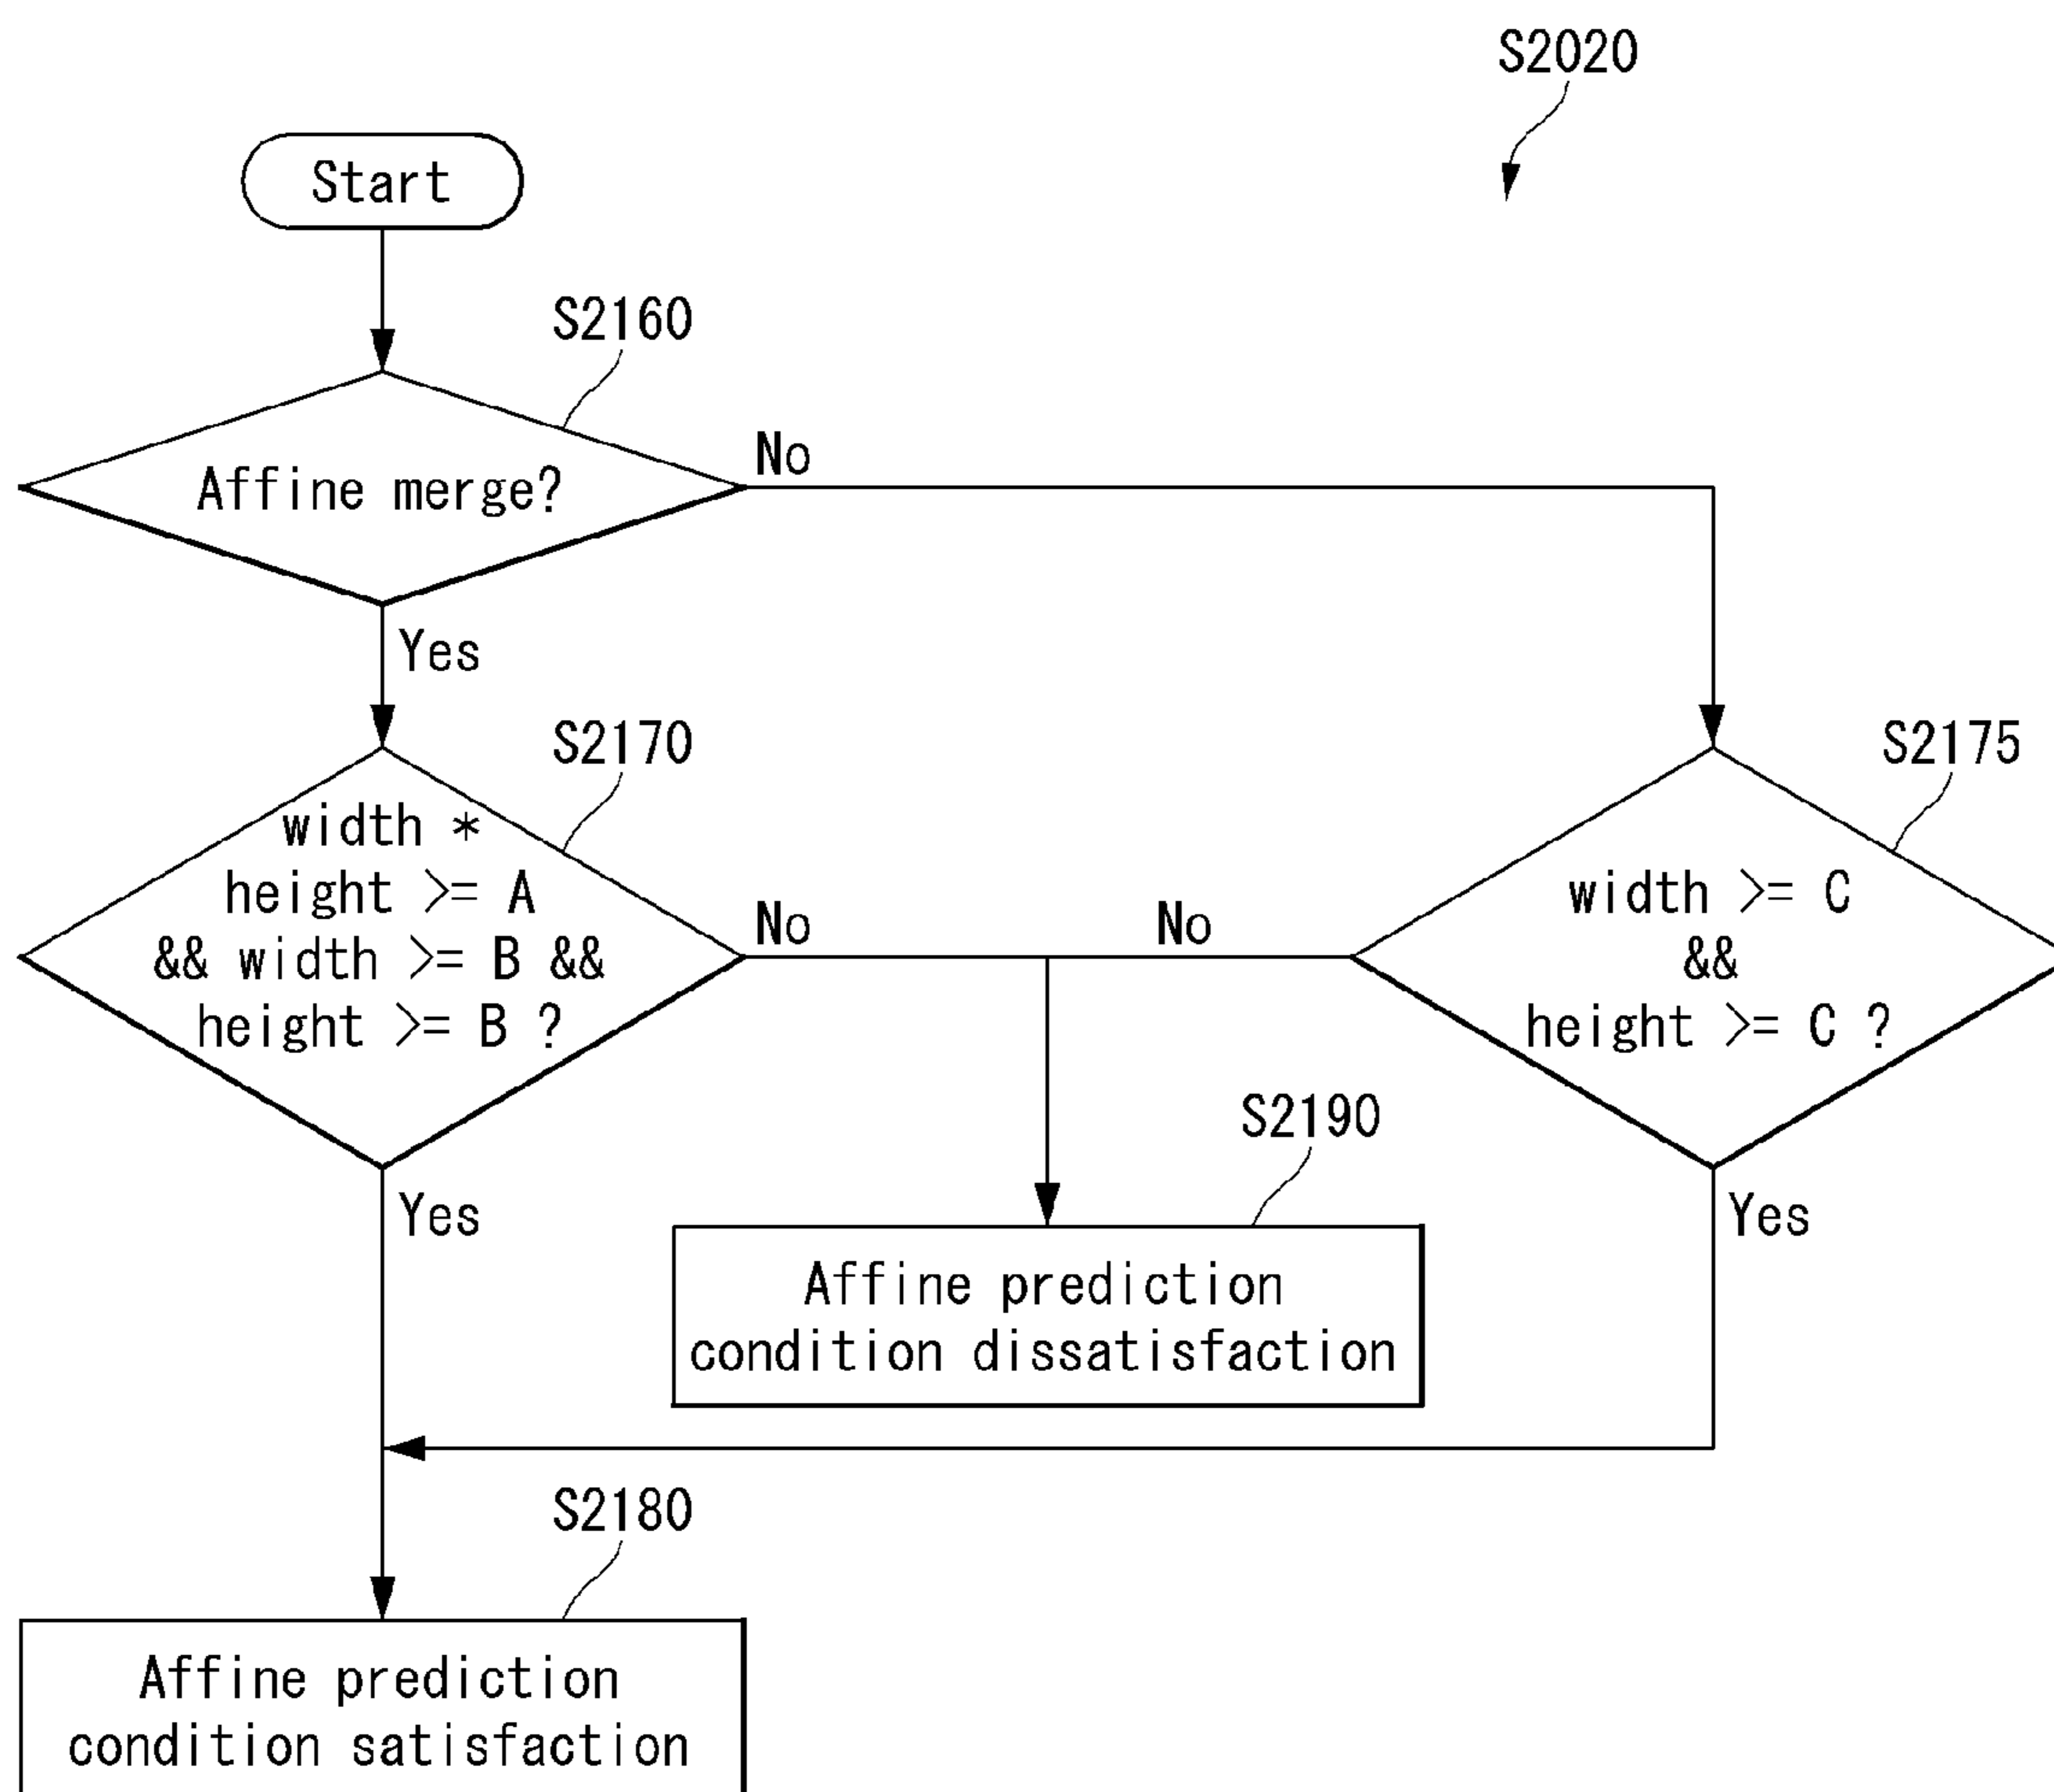 S2020
Start
S2160
Affine merge?
No
Yes
S2170
width *
height >= A
&& width >= B &&
height >= B ?
No
No
S2175
width >= C
&&
height >= C ?
Yes
Yes
S2190
Affine prediction
condition dissatisfaction
S2180
Affine prediction
condition satisfaction